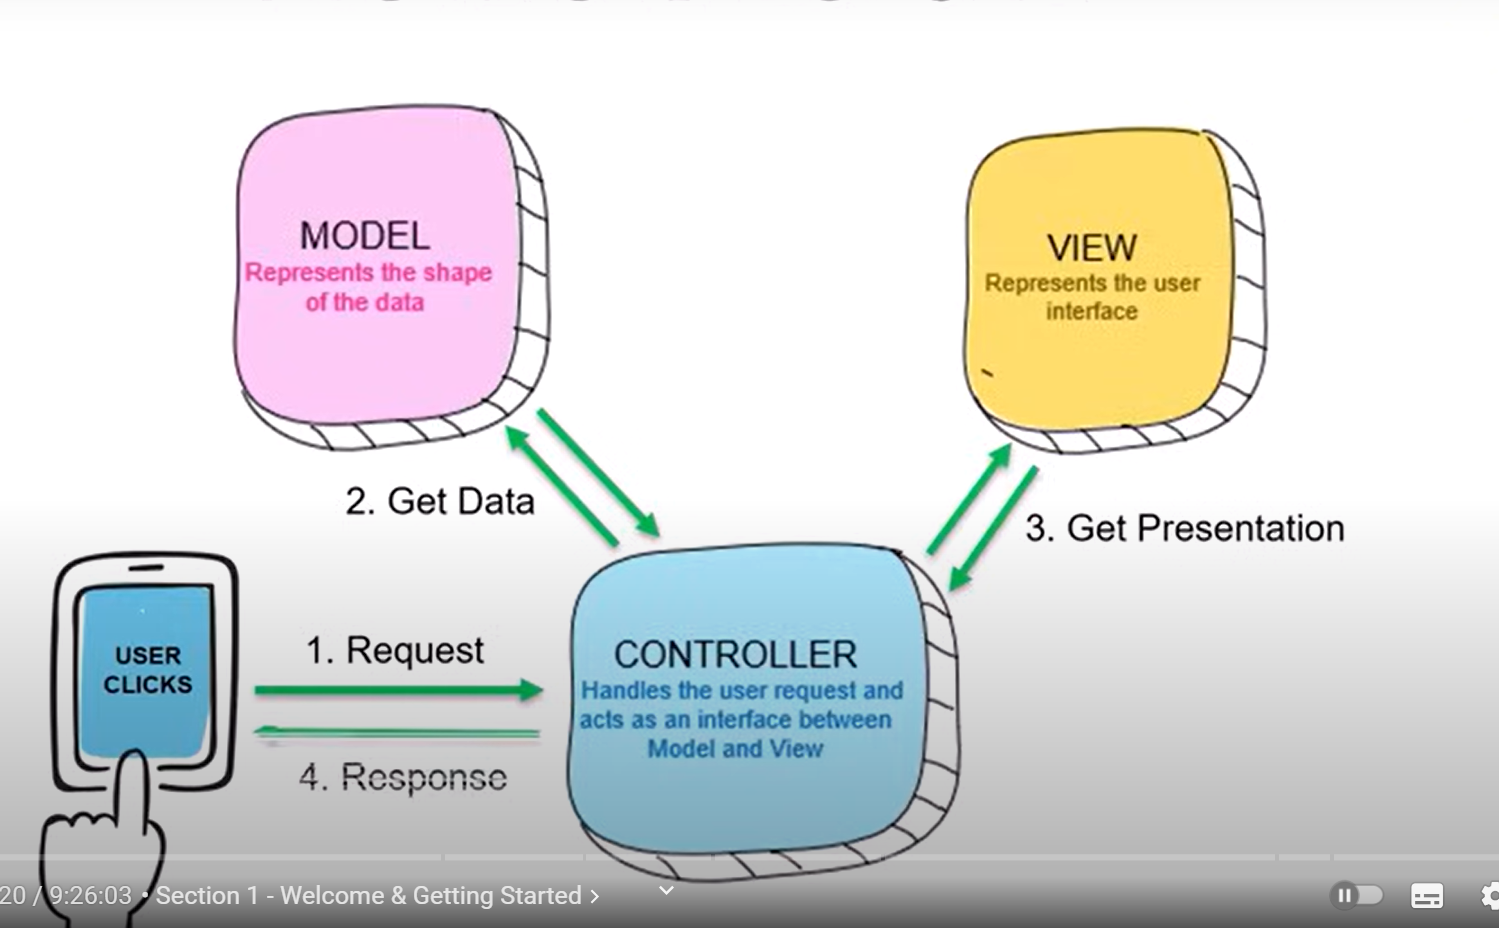 MODEL
Represents the shape
of the data
VIEW
Represents the user
interface
2. Get Data
3. Get Presentation
USER
CLICKS
1. Request
4. Response
CONTROLLER
Handles the user request and
acts as an interface between
Model and View
20 / 9:26:03 • Section 1 - Welcome & Getting Started >